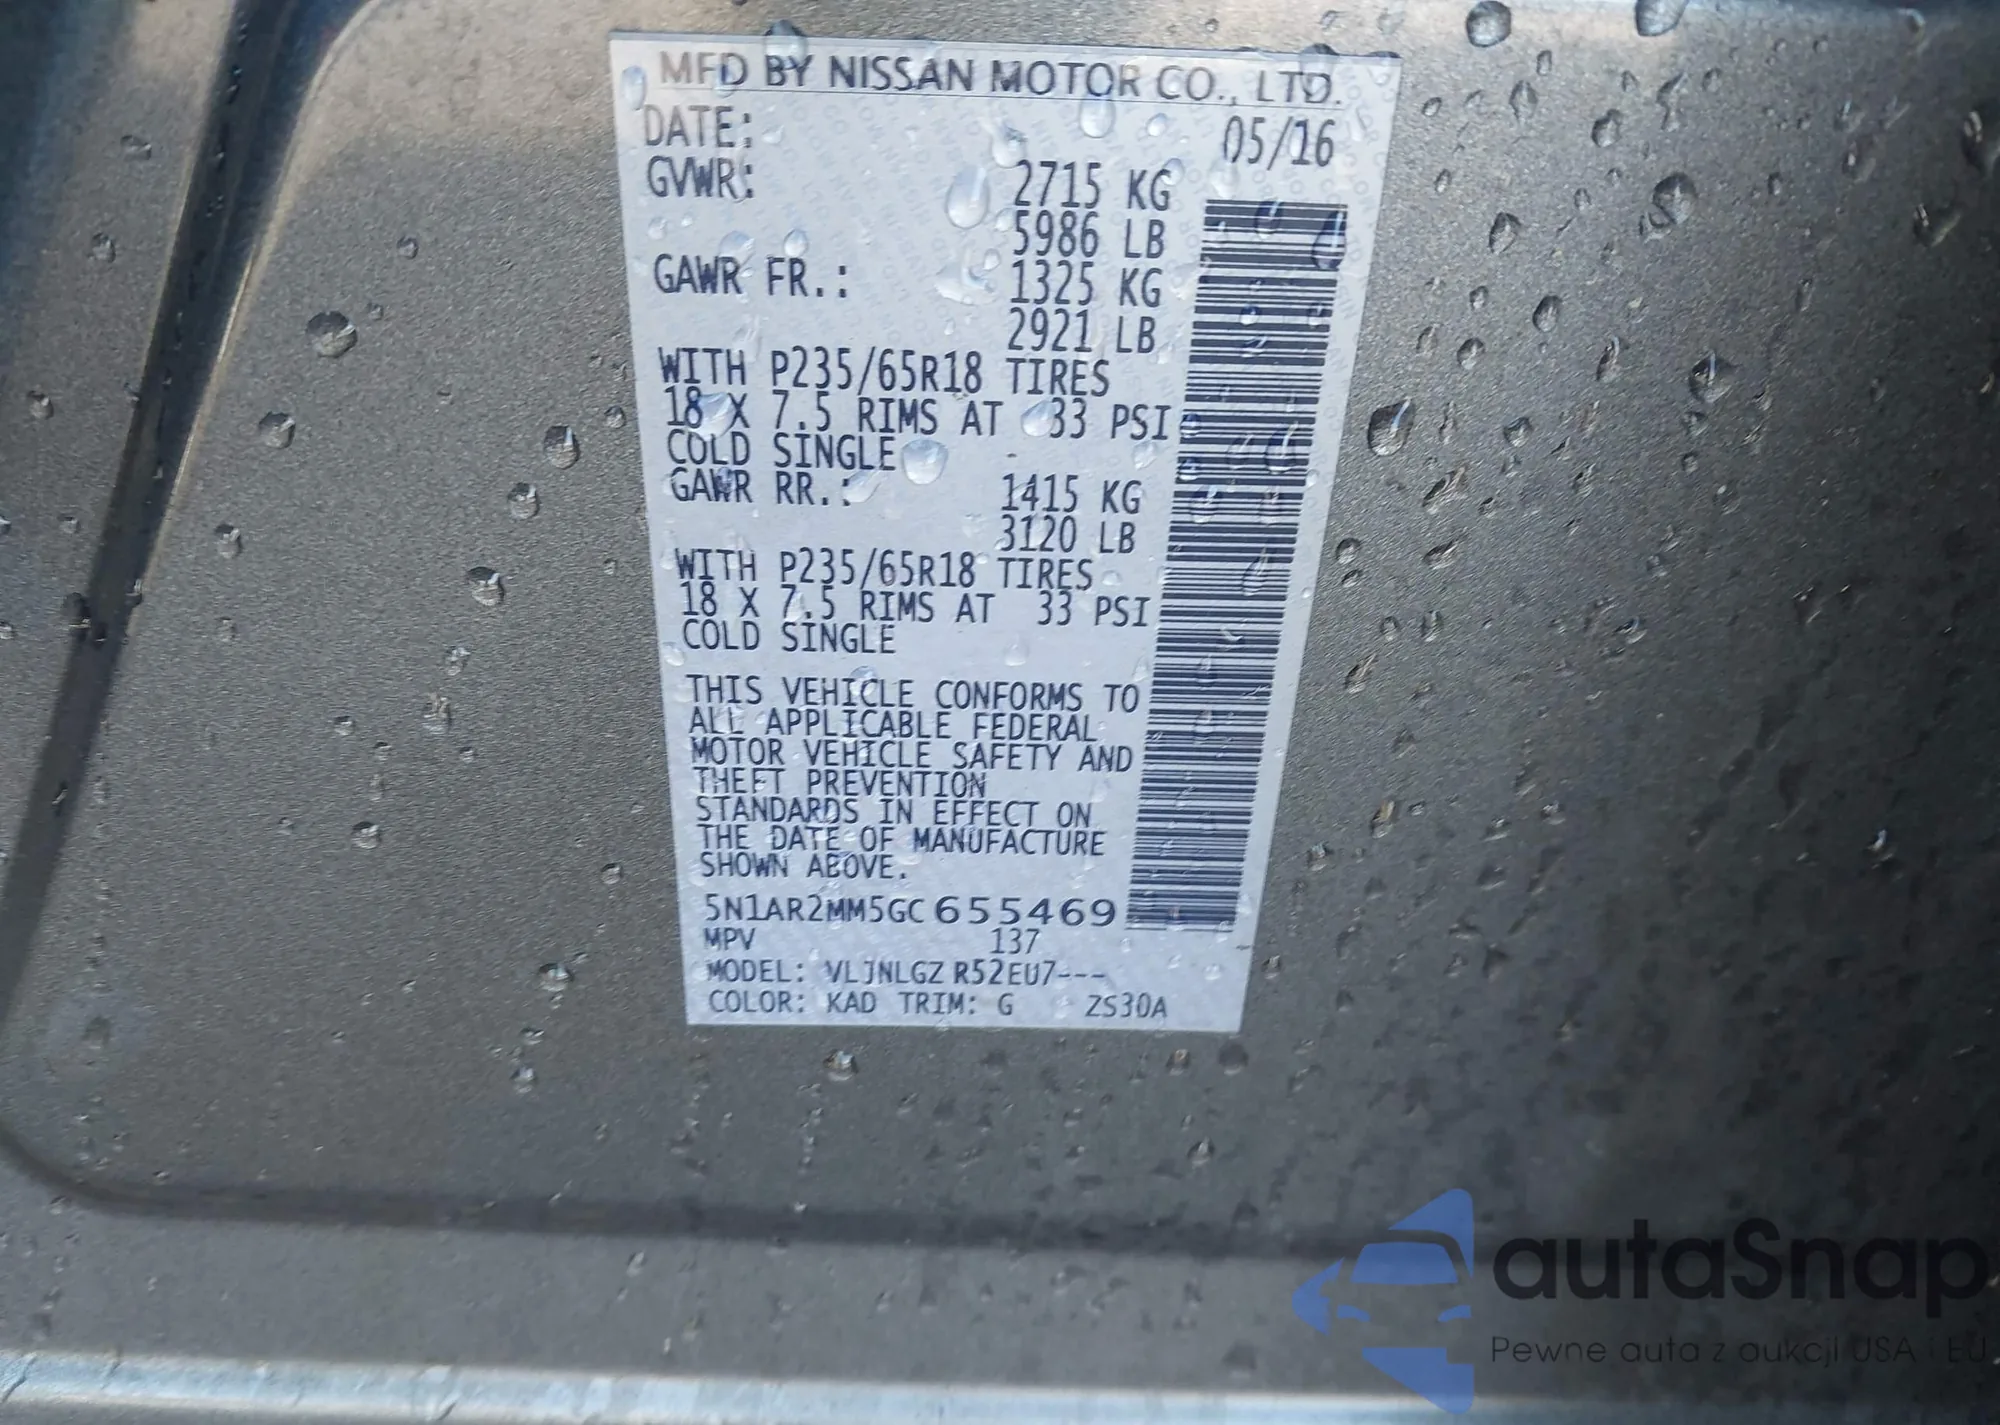 MFD BY NISSAN MOTOR CO., LTD.
DATE: 05/16
GVWR: 2715 KG
5986 LB
GAWR FR.: 1325 KG
2921 LB
WITH P235/65R18 TIRES
18 X 7.5 RIMS AT 33 PSI
COLD SINGLE
GAWR RR.: 1415 KG
3120 LB
WITH P235/65R18 TIRES
18 X 7.5 RIMS AT 33 PSI
COLD SINGLE
THIS VEHICLE CONFORMS TO
ALL APPLICABLE FEDERAL
MOTOR VEHICLE SAFETY AND
THEFT PREVENTION
STANDARDS IN EFFECT ON
THE DATE OF MANUFACTURE
SHOWN ABOVE.
5N1AR2MM5GC655469
MPV 137
MODEL: VLJNLGZ R52EU7---
COLOR: KAD TRIM: G ZS30A
autaSnap
Pewne auta z aukcji USA i EU